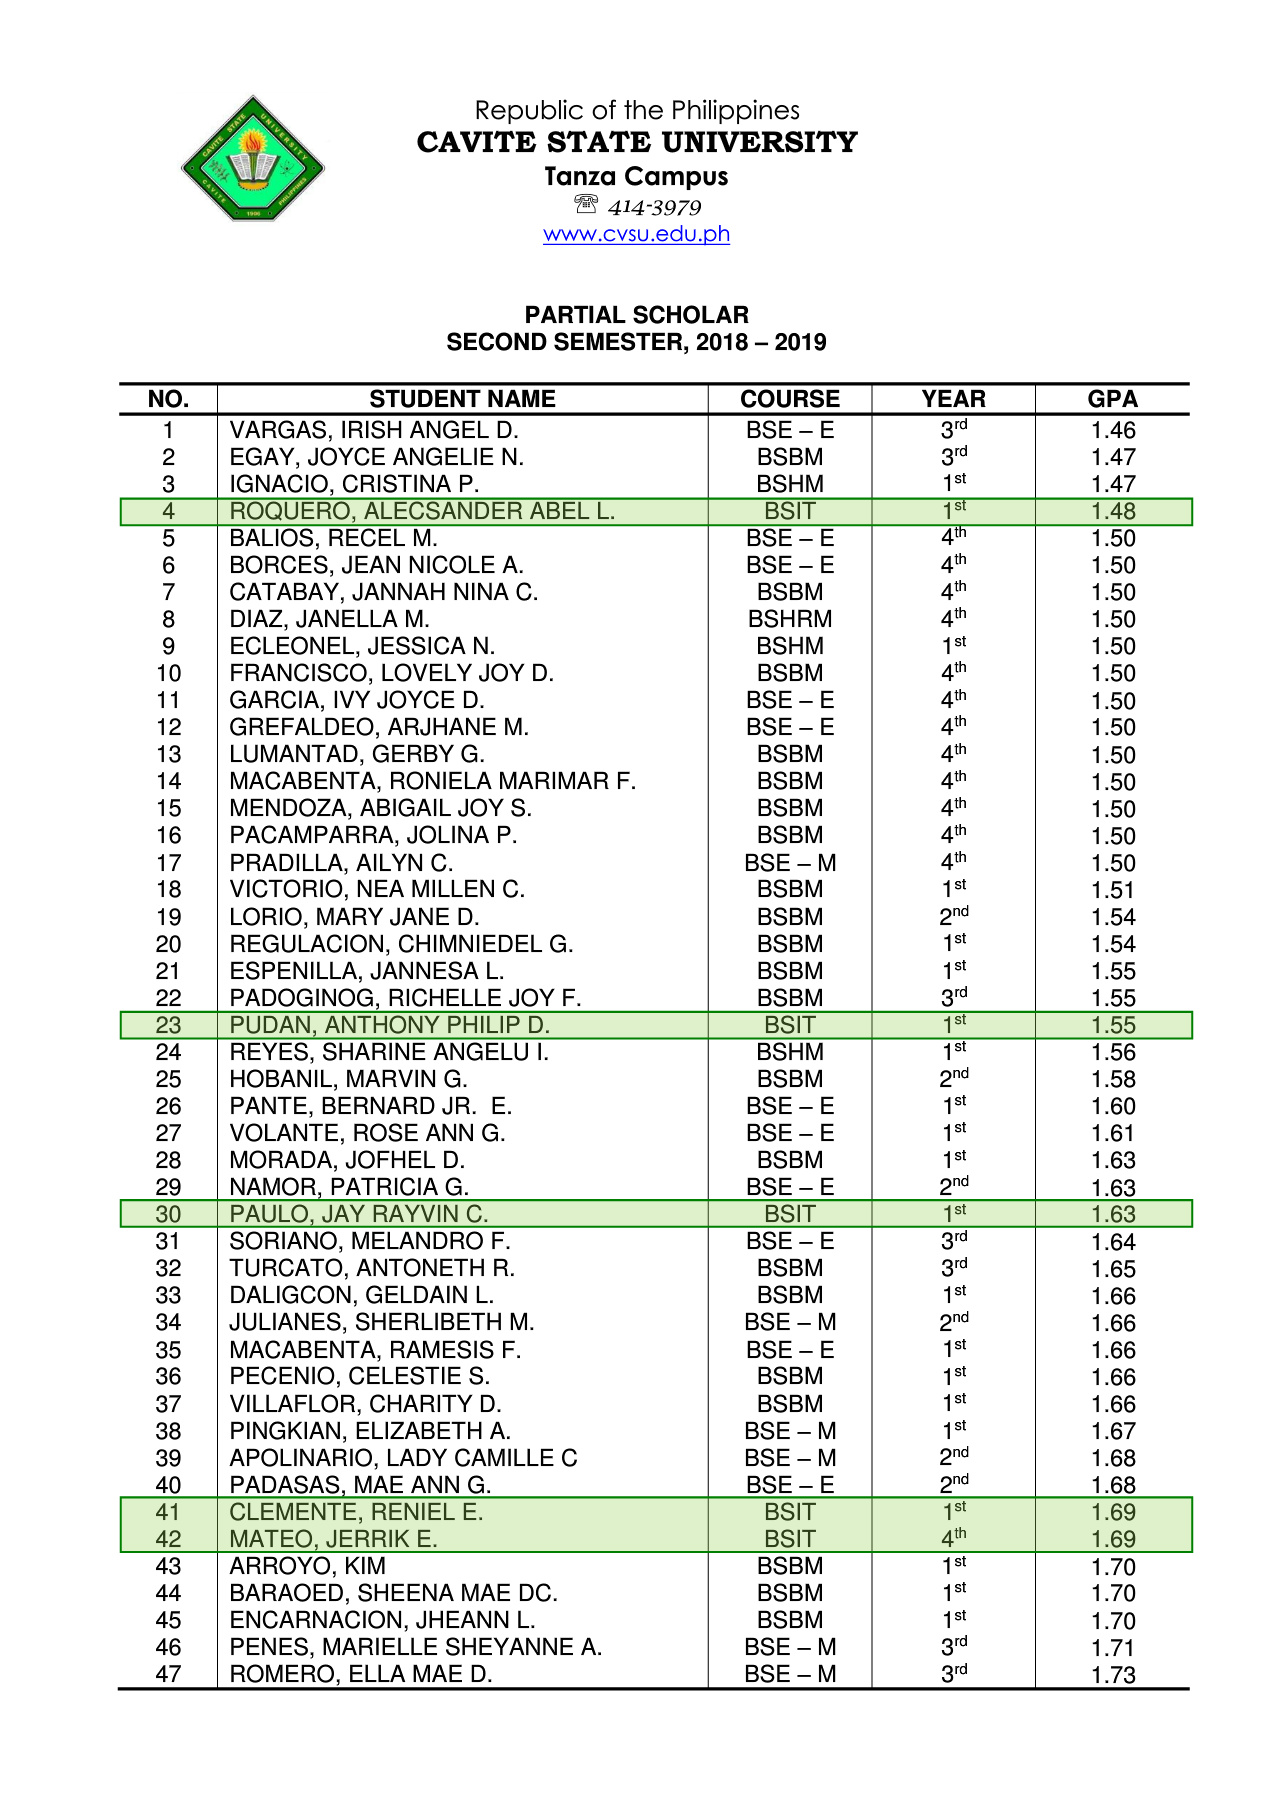 CAVITE STATE UNIVERSITY
CAVITE PHILIPPINES
1906
Republic of the Philippines
CAVITE STATE UNIVERSITY
Tanza Campus
☏ 414-3979
www.cvsu.edu.ph
PARTIAL SCHOLAR
SECOND SEMESTER, 2018 – 2019
NO. STUDENT NAME COURSE YEAR GPA
1 VARGAS, IRISH ANGEL D. BSE – E 3rd 1.46
2 EGAY, JOYCE ANGELIE N. BSBM 3rd 1.47
3 IGNACIO, CRISTINA P. BSHM 1st 1.47
4 ROQUERO, ALECSANDER ABEL L. BSIT 1st 1.48
5 BALIOS, RECEL M. BSE – E 4th 1.50
6 BORCES, JEAN NICOLE A. BSE – E 4th 1.50
7 CATABAY, JANNAH NINA C. BSBM 4th 1.50
8 DIAZ, JANELLA M. BSHRM 4th 1.50
9 ECLEONEL, JESSICA N. BSHM 1st 1.50
10 FRANCISCO, LOVELY JOY D. BSBM 4th 1.50
11 GARCIA, IVY JOYCE D. BSE – E 4th 1.50
12 GREFALDEO, ARJHANE M. BSE – E 4th 1.50
13 LUMANTAD, GERBY G. BSBM 4th 1.50
14 MACABENTA, RONIELA MARIMAR F. BSBM 4th 1.50
15 MENDOZA, ABIGAIL JOY S. BSBM 4th 1.50
16 PACAMPARRA, JOLINA P. BSBM 4th 1.50
17 PRADILLA, AILYN C. BSE – M 4th 1.50
18 VICTORIO, NEA MILLEN C. BSBM 1st 1.51
19 LORIO, MARY JANE D. BSBM 2nd 1.54
20 REGULACION, CHIMNIEDEL G. BSBM 1st 1.54
21 ESPENILLA, JANNESA L. BSBM 1st 1.55
22 PADOGINOG, RICHELLE JOY F. BSBM 3rd 1.55
23 PUDAN, ANTHONY PHILIP D. BSIT 1st 1.55
24 REYES, SHARINE ANGELU I. BSHM 1st 1.56
25 HOBANIL, MARVIN G. BSBM 2nd 1.58
26 PANTE, BERNARD JR. E. BSE – E 1st 1.60
27 VOLANTE, ROSE ANN G. BSE – E 1st 1.61
28 MORADA, JOFHEL D. BSBM 1st 1.63
29 NAMOR, PATRICIA G. BSE – E 2nd 1.63
30 PAULO, JAY RAYVIN C. BSIT 1st 1.63
31 SORIANO, MELANDRO F. BSE – E 3rd 1.64
32 TURCATO, ANTONETH R. BSBM 3rd 1.65
33 DALIGCON, GELDAIN L. BSBM 1st 1.66
34 JULIANES, SHERLIBETH M. BSE – M 2nd 1.66
35 MACABENTA, RAMESIS F. BSE – E 1st 1.66
36 PECENIO, CELESTIE S. BSBM 1st 1.66
37 VILLAFLOR, CHARITY D. BSBM 1st 1.66
38 PINGKIAN, ELIZABETH A. BSE – M 1st 1.67
39 APOLINARIO, LADY CAMILLE C BSE – M 2nd 1.68
40 PADASAS, MAE ANN G. BSE – E 2nd 1.68
41 CLEMENTE, RENIEL E. BSIT 1st 1.69
42 MATEO, JERRIK E. BSIT 4th 1.69
43 ARROYO, KIM BSBM 1st 1.70
44 BARAOED, SHEENA MAE DC. BSBM 1st 1.70
45 ENCARNACION, JHEANN L. BSBM 1st 1.70
46 PENES, MARIELLE SHEYANNE A. BSE – M 3rd 1.71
47 ROMERO, ELLA MAE D. BSE – M 3rd 1.73